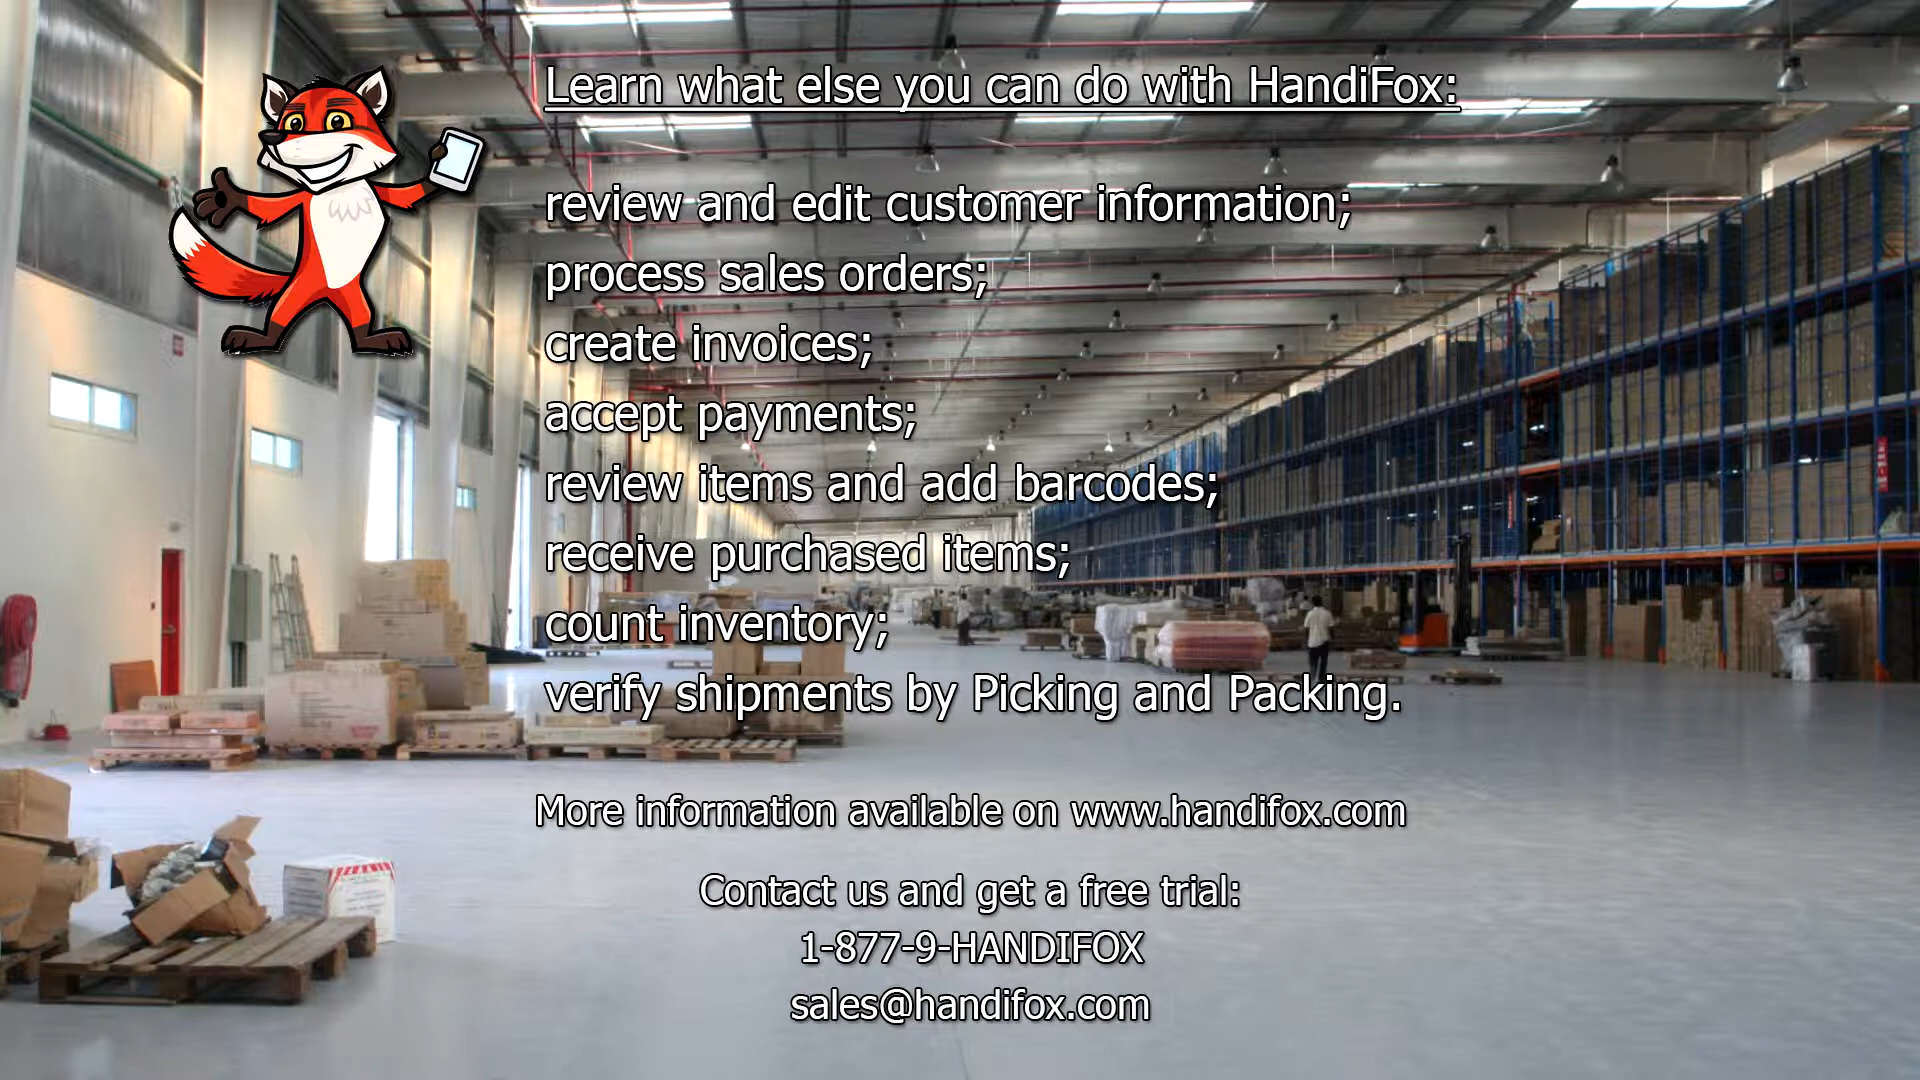 Learn what else you can do with HandiFox:
review and edit customer information;
process sales orders;
create invoices;
accept payments;
review items and add barcodes;
receive purchased items;
count inventory;
verify shipments by Picking and Packing.
More information available on www.handifox.com
Contact us and get a free trial:
1-877-9-HANDIFOX
sales@handifox.com